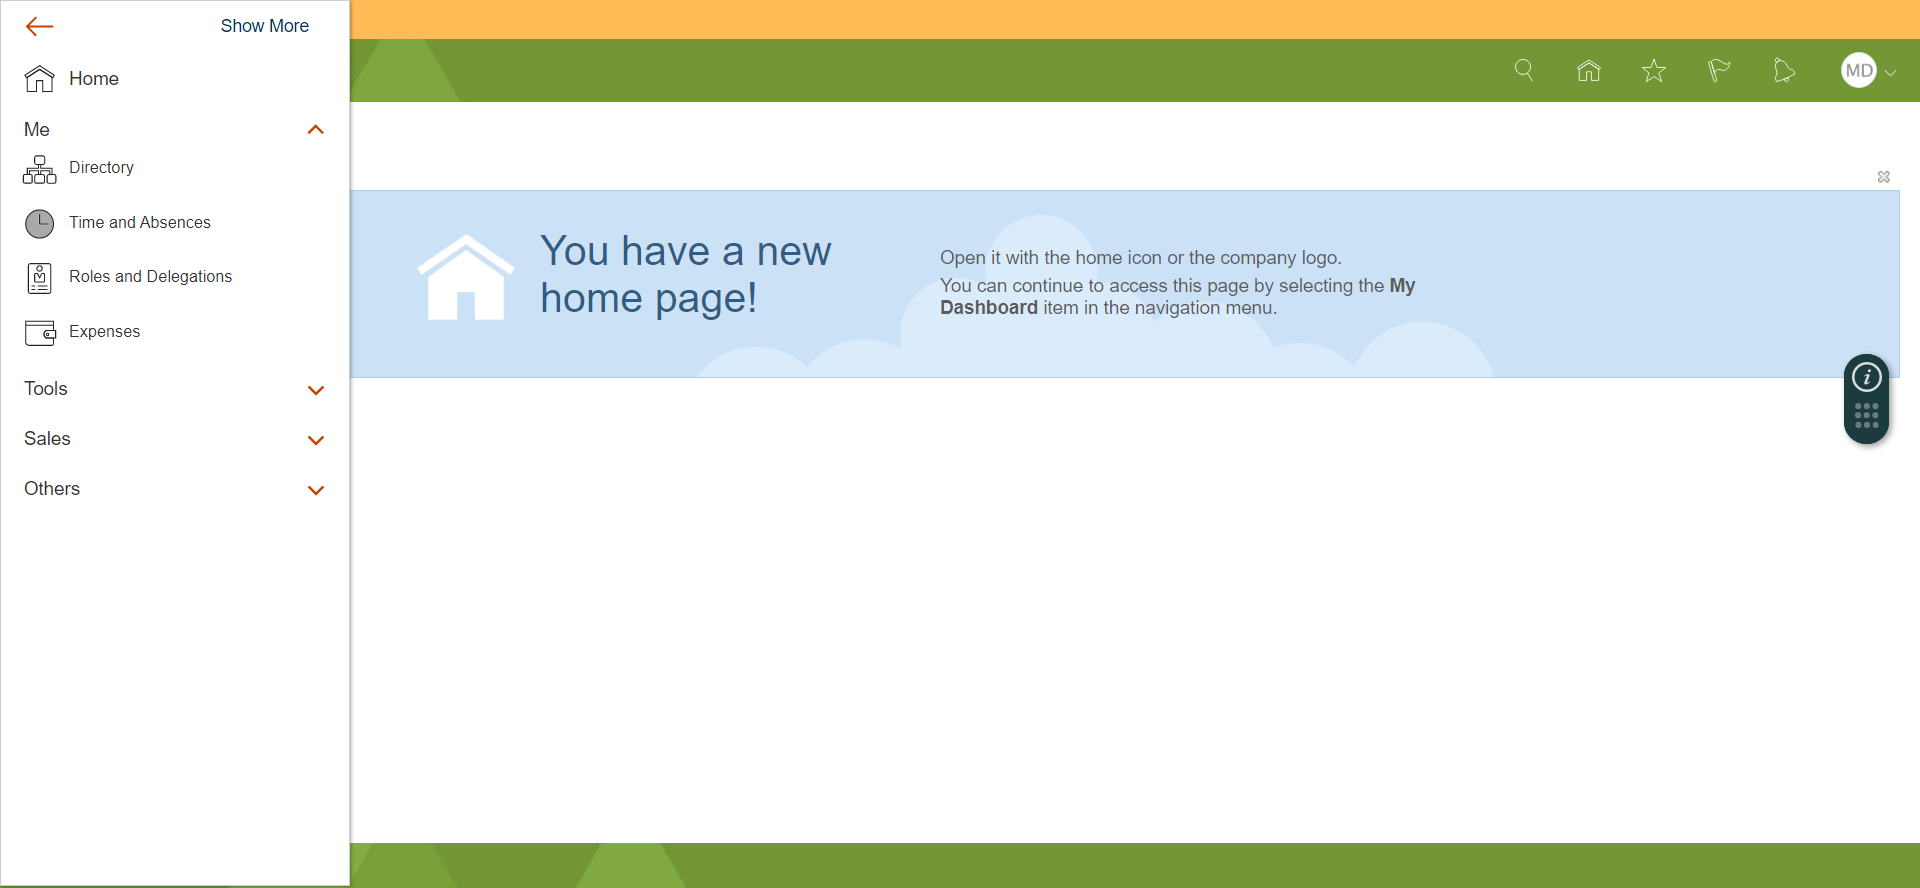 Show More
Home
Me
Directory
Time and Absences
Roles and Delegations
Expenses
Tools
Sales
Others
MD
You have a new
home page!
Open it with the home icon or the company logo.
You can continue to access this page by selecting the My
Dashboard item in the navigation menu.
i